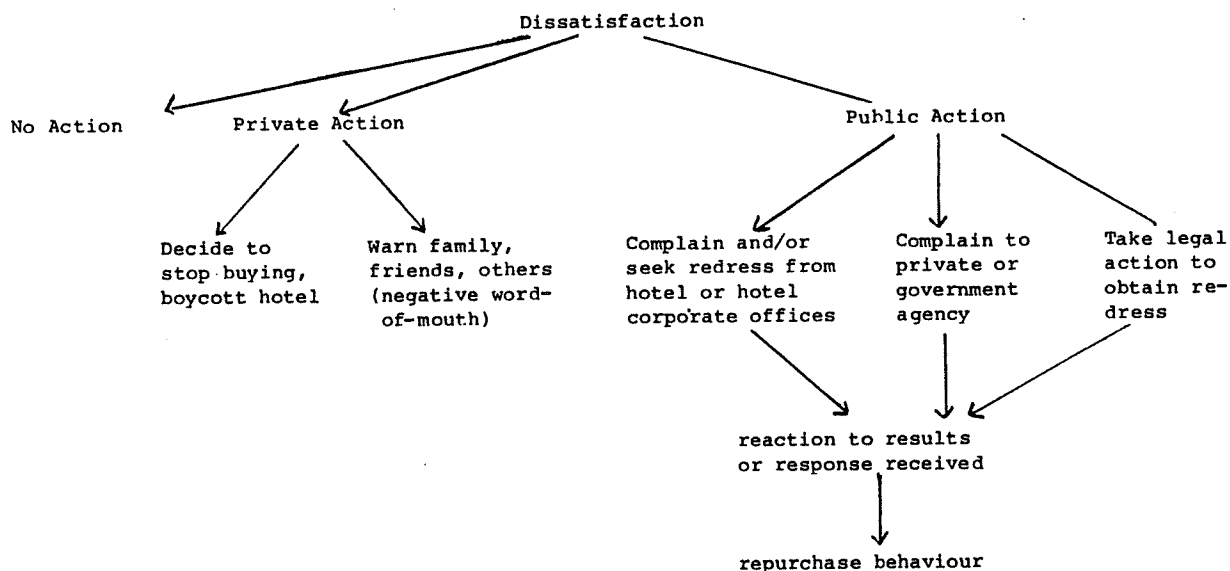 Dissatisfaction
No Action
Private Action
Public Action
Decide to
stop buying,
boycott hotel
Warn family,
friends, others
(negative word-
of-mouth)
Complain and/or
seek redress from
hotel or hotel
corporate offices
Complain to
private or
government
agency
Take legal
action to
obtain re-
dress
reaction to results
or response received
repurchase behaviour